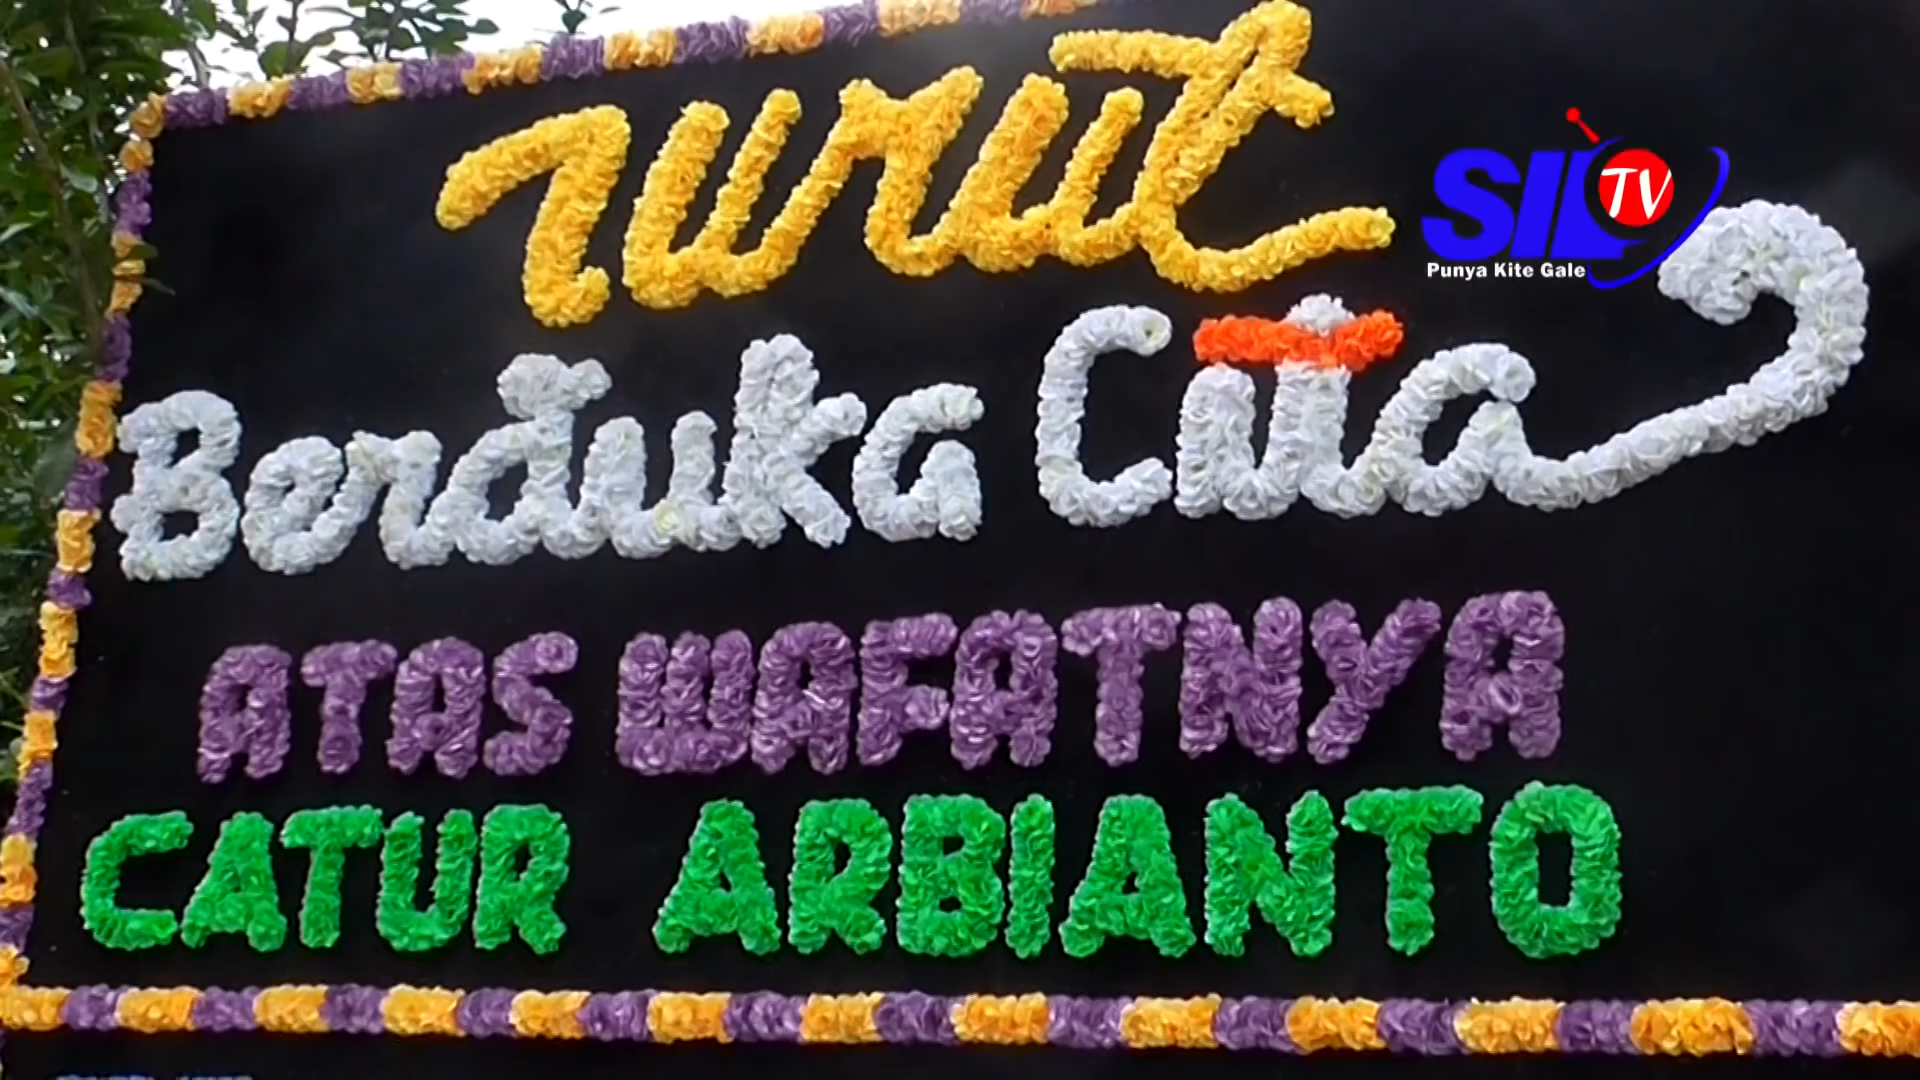 Turut
Berduka Cita
ATAS WAFATNYA
CATUR ARBIANTO
SIL TV
Punya Kite Gale